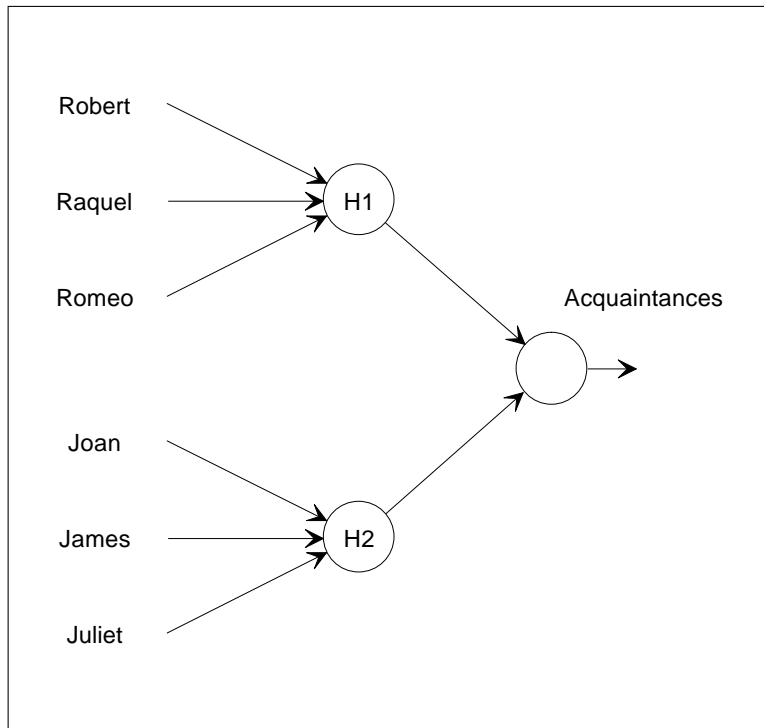 Robert
Raquel
Romeo
H1
Acquaintances
Joan
James
Juliet
H2